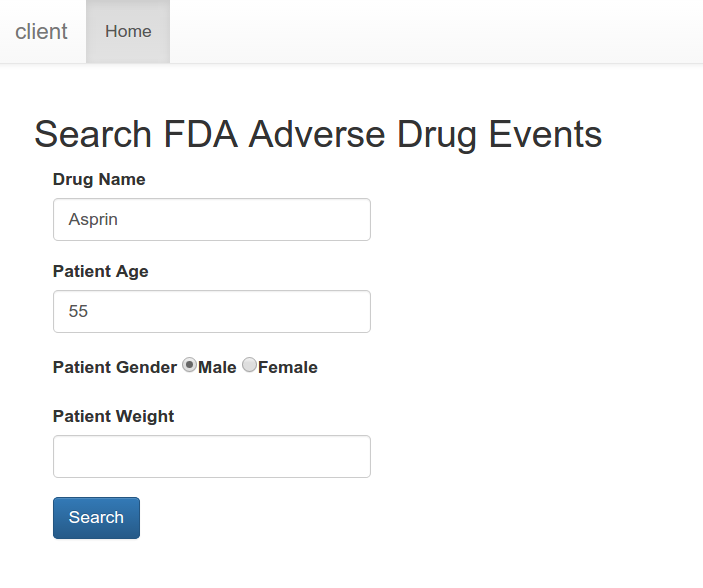 client Home
Search FDA Adverse Drug Events
Drug Name
Asprin
Patient Age
55
Patient Gender Male Female
Patient Weight
Search